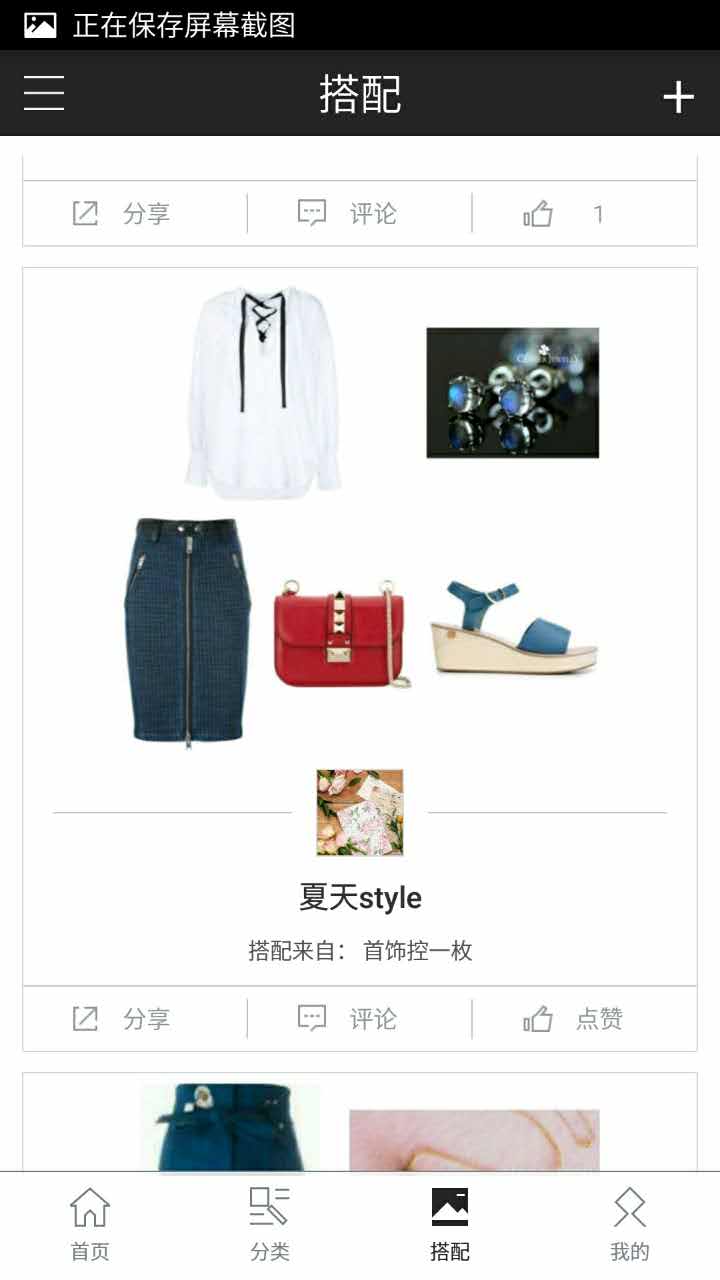 正在保存屏幕截图
搭配
分享
评论
1
夏天style
搭配来自： 首饰控一枚
分享
评论
点赞
首页
分类
搭配
我的